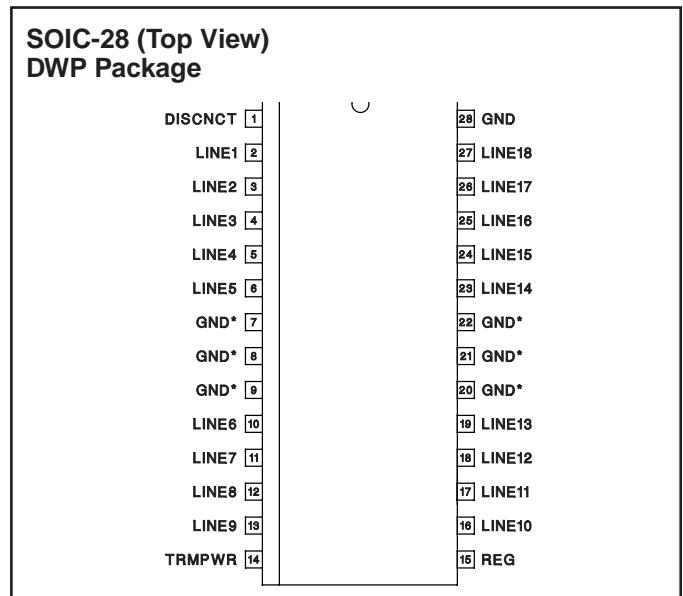 SOIC-28 (Top View)
DWP Package
DISCNCT 1 28 GND
LINE1 2 27 LINE18
LINE2 3 26 LINE17
LINE3 4 25 LINE16
LINE4 5 24 LINE15
LINE5 6 23 LINE14
GND* 7 22 GND*
GND* 8 21 GND*
GND* 9 20 GND*
LINE6 10 19 LINE13
LINE7 11 18 LINE12
LINE8 12 17 LINE11
LINE9 13 16 LINE10
TRMPWR 14 15 REG